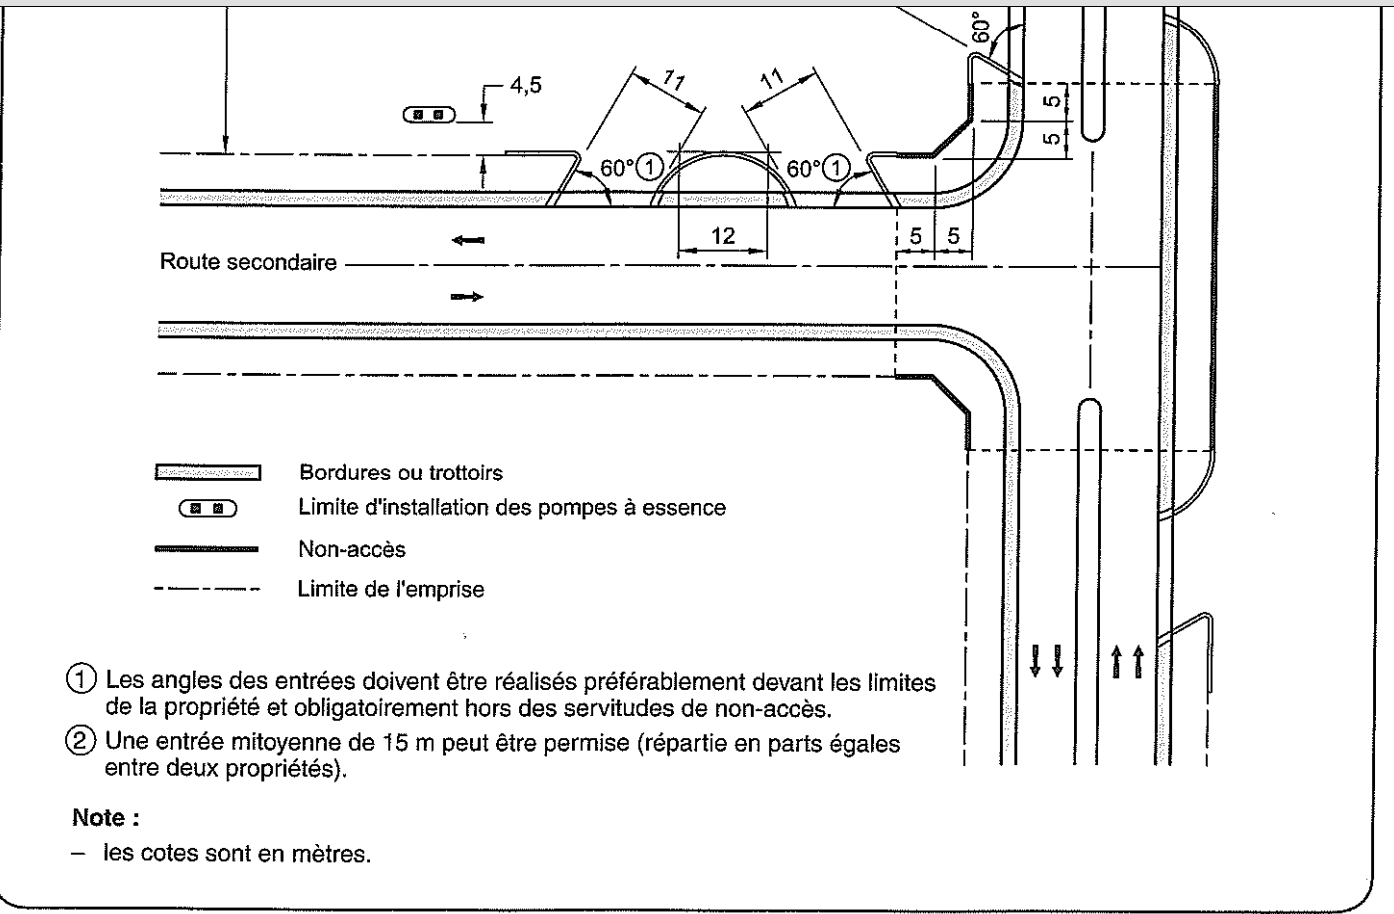 60°
4,5
11
11
5
5
60° 1
60° 1
12
5
5
Route secondaire
Bordures ou trottoirs
Limite d'installation des pompes à essence
Non-accès
Limite de l'emprise
1 Les angles des entrées doivent être réalisés préférablement devant les limites
de la propriété et obligatoirement hors des servitudes de non-accès.
2 Une entrée mitoyenne de 15 m peut être permise (répartie en parts égales
entre deux propriétés).
Note :
– les cotes sont en mètres.